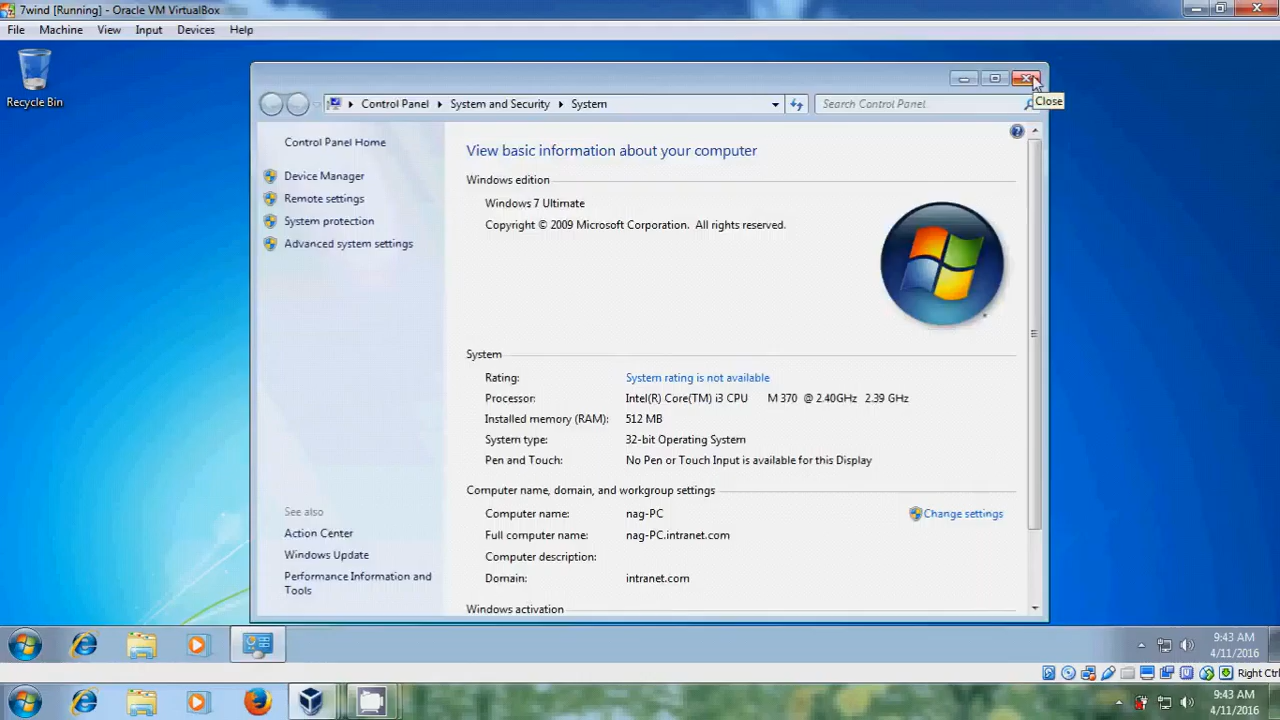 7wind [Running] - Oracle VM VirtualBox
File Machine View Input Devices Help
Recycle Bin
Control Panel System and Security System
Search Control Panel
Close
Control Panel Home
Device Manager
Remote settings
System protection
Advanced system settings
See also
Action Center
Windows Update
Performance Information and
Tools
View basic information about your computer
Windows edition
Windows 7 Ultimate
Copyright © 2009 Microsoft Corporation. All rights reserved.
System
Rating: System rating is not available
Processor: Intel(R) Core(TM) i3 CPU M 370 @ 2.40GHz 2.39 GHz
Installed memory (RAM): 512 MB
System type: 32-bit Operating System
Pen and Touch: No Pen or Touch Input is available for this Display
Computer name, domain, and workgroup settings
Computer name: nag-PC
Change settings
Full computer name: nag-PC.intranet.com
Computer description:
Domain: intranet.com
Windows activation
9:43 AM
4/11/2016
Right Ctrl
9:43 AM
4/11/2016